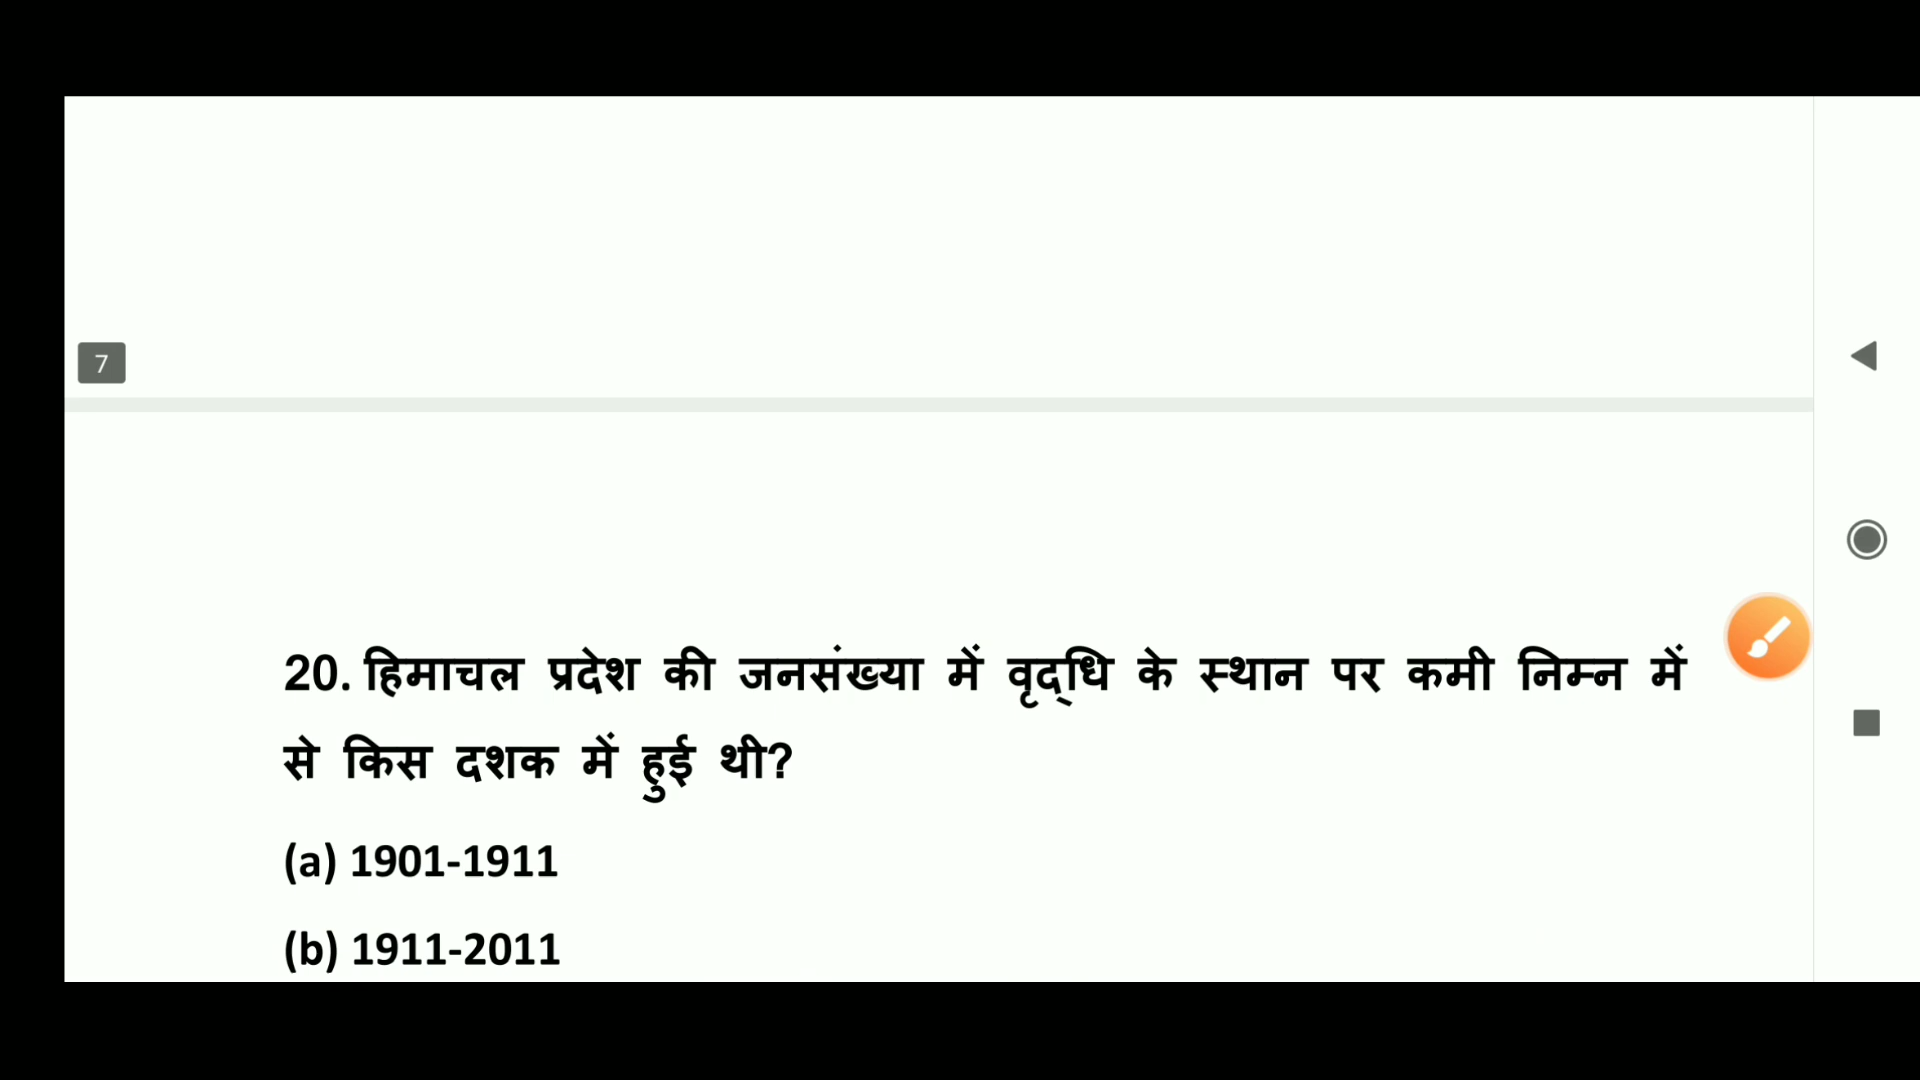 7
20. हिमाचल प्रदेश की जनसंख्या में वृद्धि के स्थान पर कमी निम्न में
से किस दशक में हुई थी?
(a) 1901-1911
(b) 1911-2011